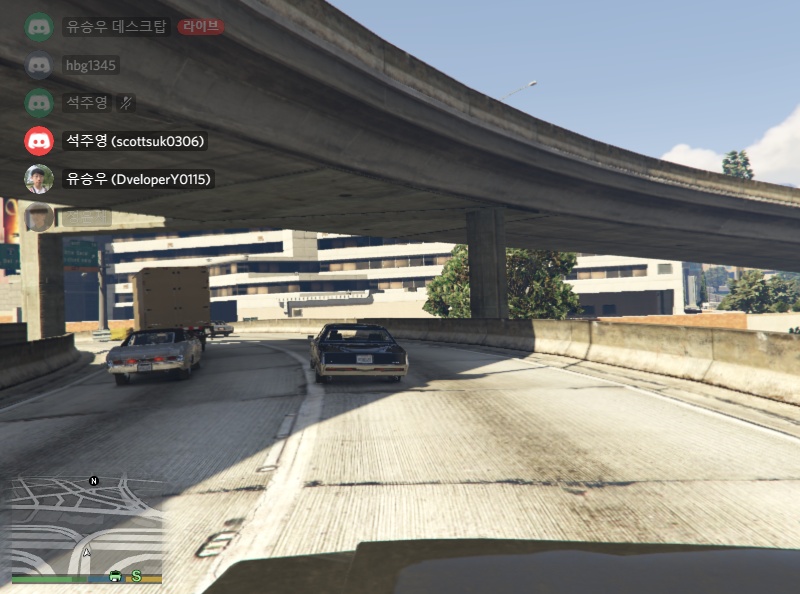 유승우 데스크탑 라이브
hbg1345
석주영
석주영 (scottsuk0306)
유승우 (DveloperY0115)
N
S